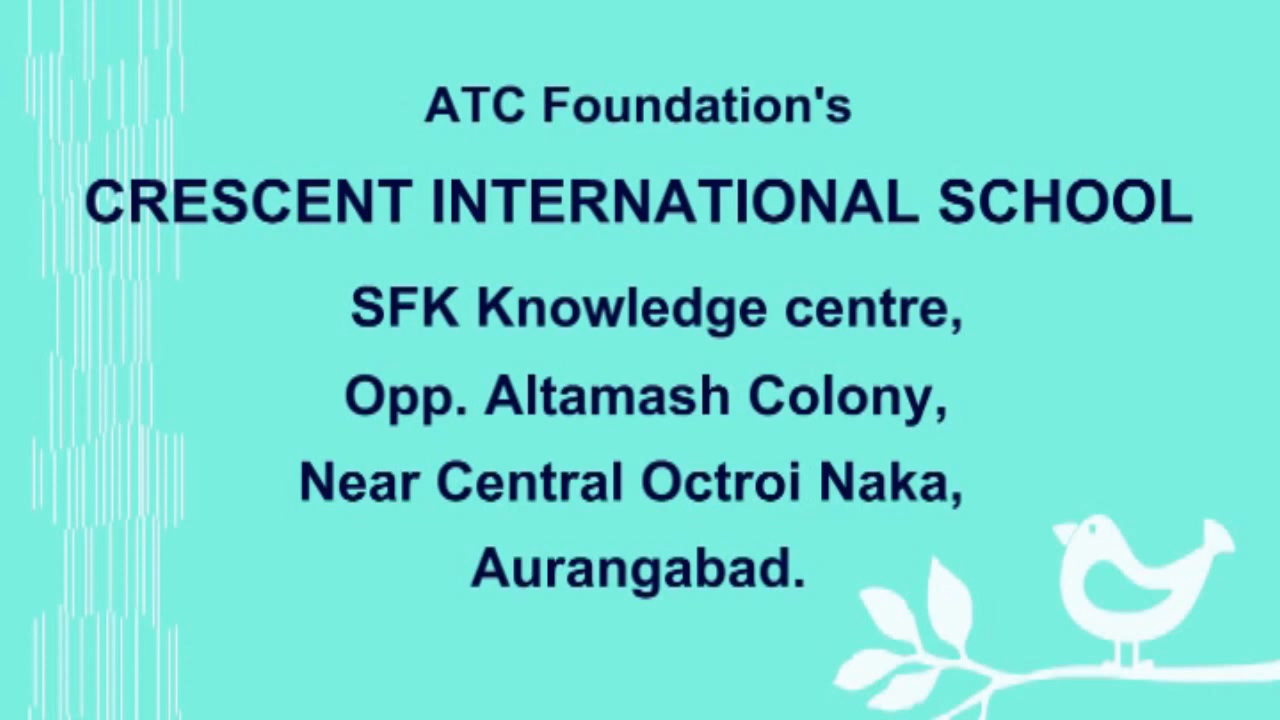 ATC Foundation's
CRESCENT INTERNATIONAL SCHOOL
SFK Knowledge centre,
Opp. Altamash Colony,
Near Central Octroi Naka,
Aurangabad.